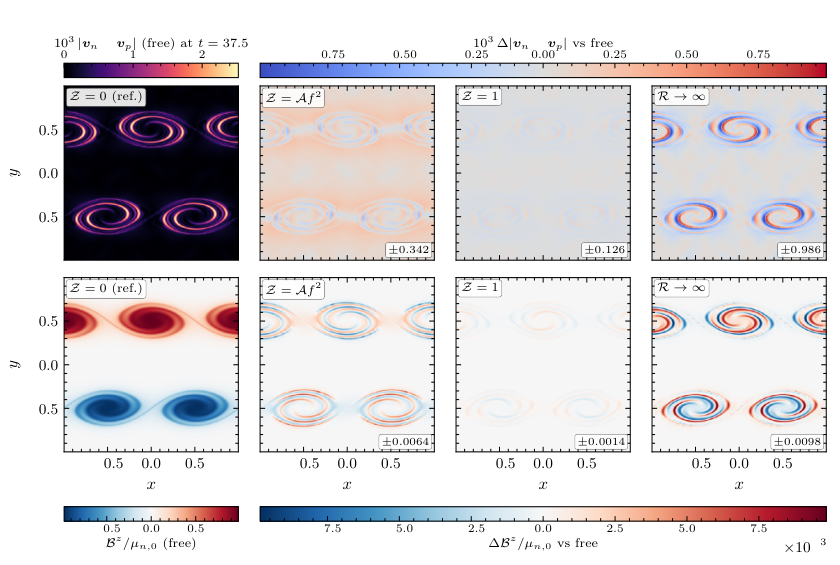 10³ |𝒗ₙ 𝒗ₚ| (free) at t = 37.5
0 1 2
10³ Δ|𝒗ₙ 𝒗ₚ| vs free
0.75 0.50 0.25 0.00 0.25 0.50 0.75
𝒵 = 0 (ref.)
𝒵 = 𝒜f²
𝒵 = 1
ℛ → ∞
0.5
0.0
0.5
y
±0.342
±0.126
±0.986
𝒵 = 0 (ref.)
𝒵 = 𝒜f²
𝒵 = 1
ℛ → ∞
0.5
0.0
0.5
y
±0.0064
±0.0014
±0.0098
0.5 0.0 0.5
0.5 0.0 0.5
0.5 0.0 0.5
0.5 0.0 0.5
x
x
x
x
0.5 0.0 0.5
ℬᶻ/μₙ,₀ (free)
7.5 5.0 2.5 0.0 2.5 5.0 7.5
Δℬᶻ/μₙ,₀ vs free
×10 ³